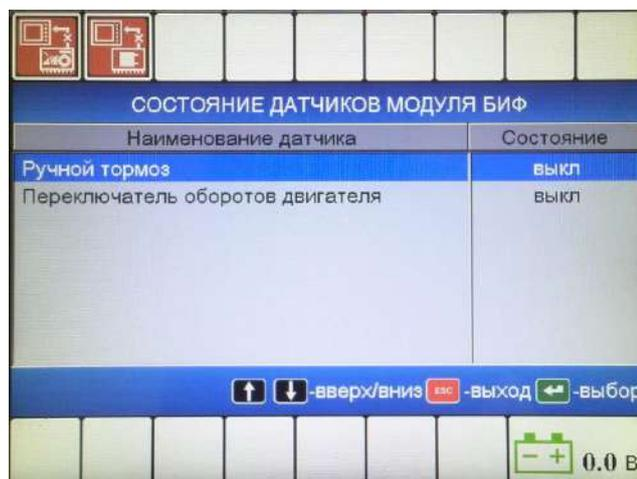 СОСТОЯНИЕ ДАТЧИКОВ МОДУЛЯ БИФ
Наименование датчика Состояние
Ручной тормоз выкл
Переключатель оборотов двигателя выкл
-вверх/вниз ESC -выход -выбор
- + 0.0 В